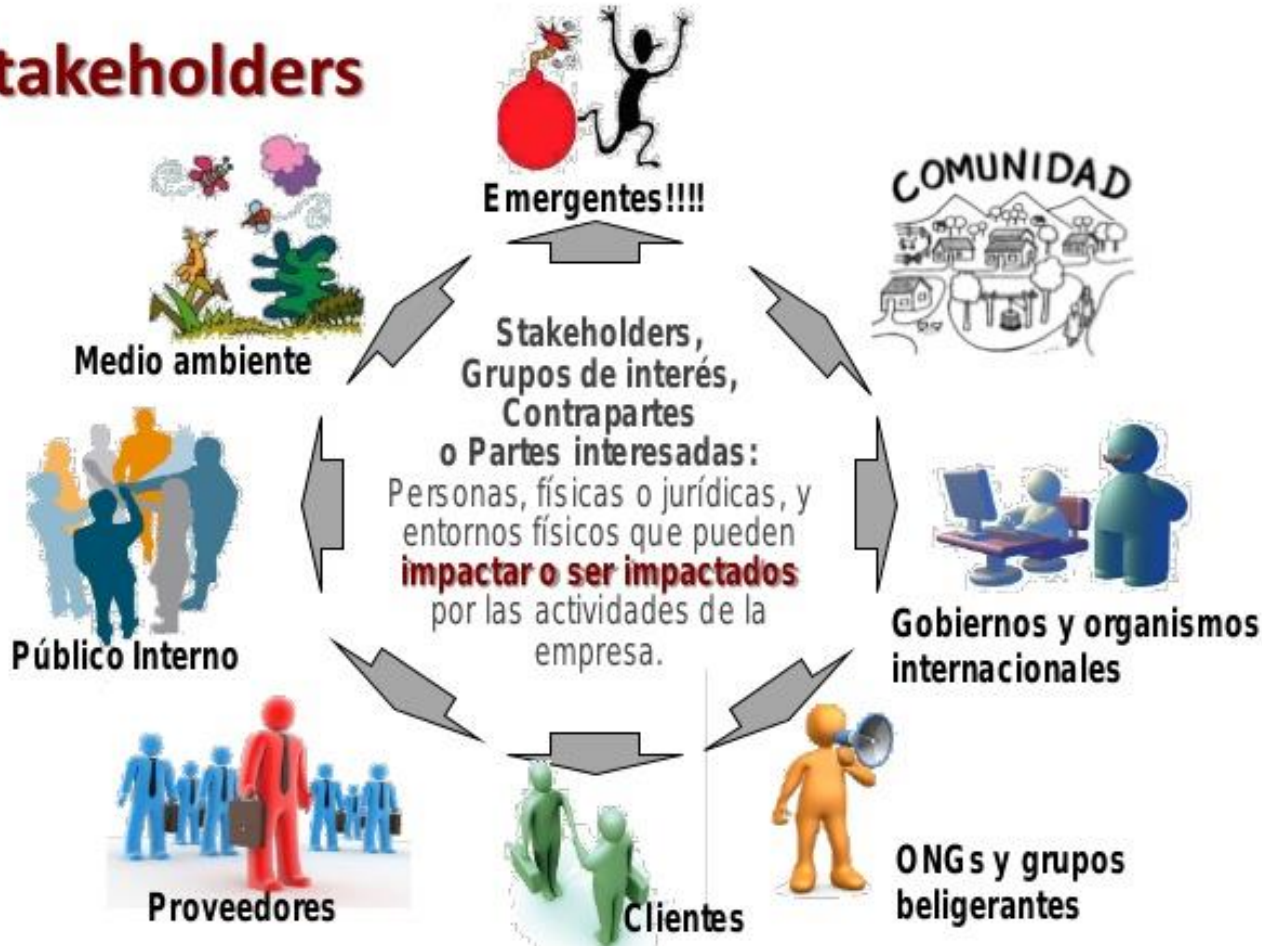 takeholders
Emergentes!!!!
COMUNIDAD
Medio ambiente
Stakeholders,
Grupos de interés,
Contrapartes
o Partes interesadas:
Personas, físicas o jurídicas, y
entornos físicos que pueden
impactar o ser impactados
por las actividades de la
empresa.
Público Interno
Gobiernos y organismos
internacionales
Proveedores
Clientes
ONGs y grupos
beligerantes